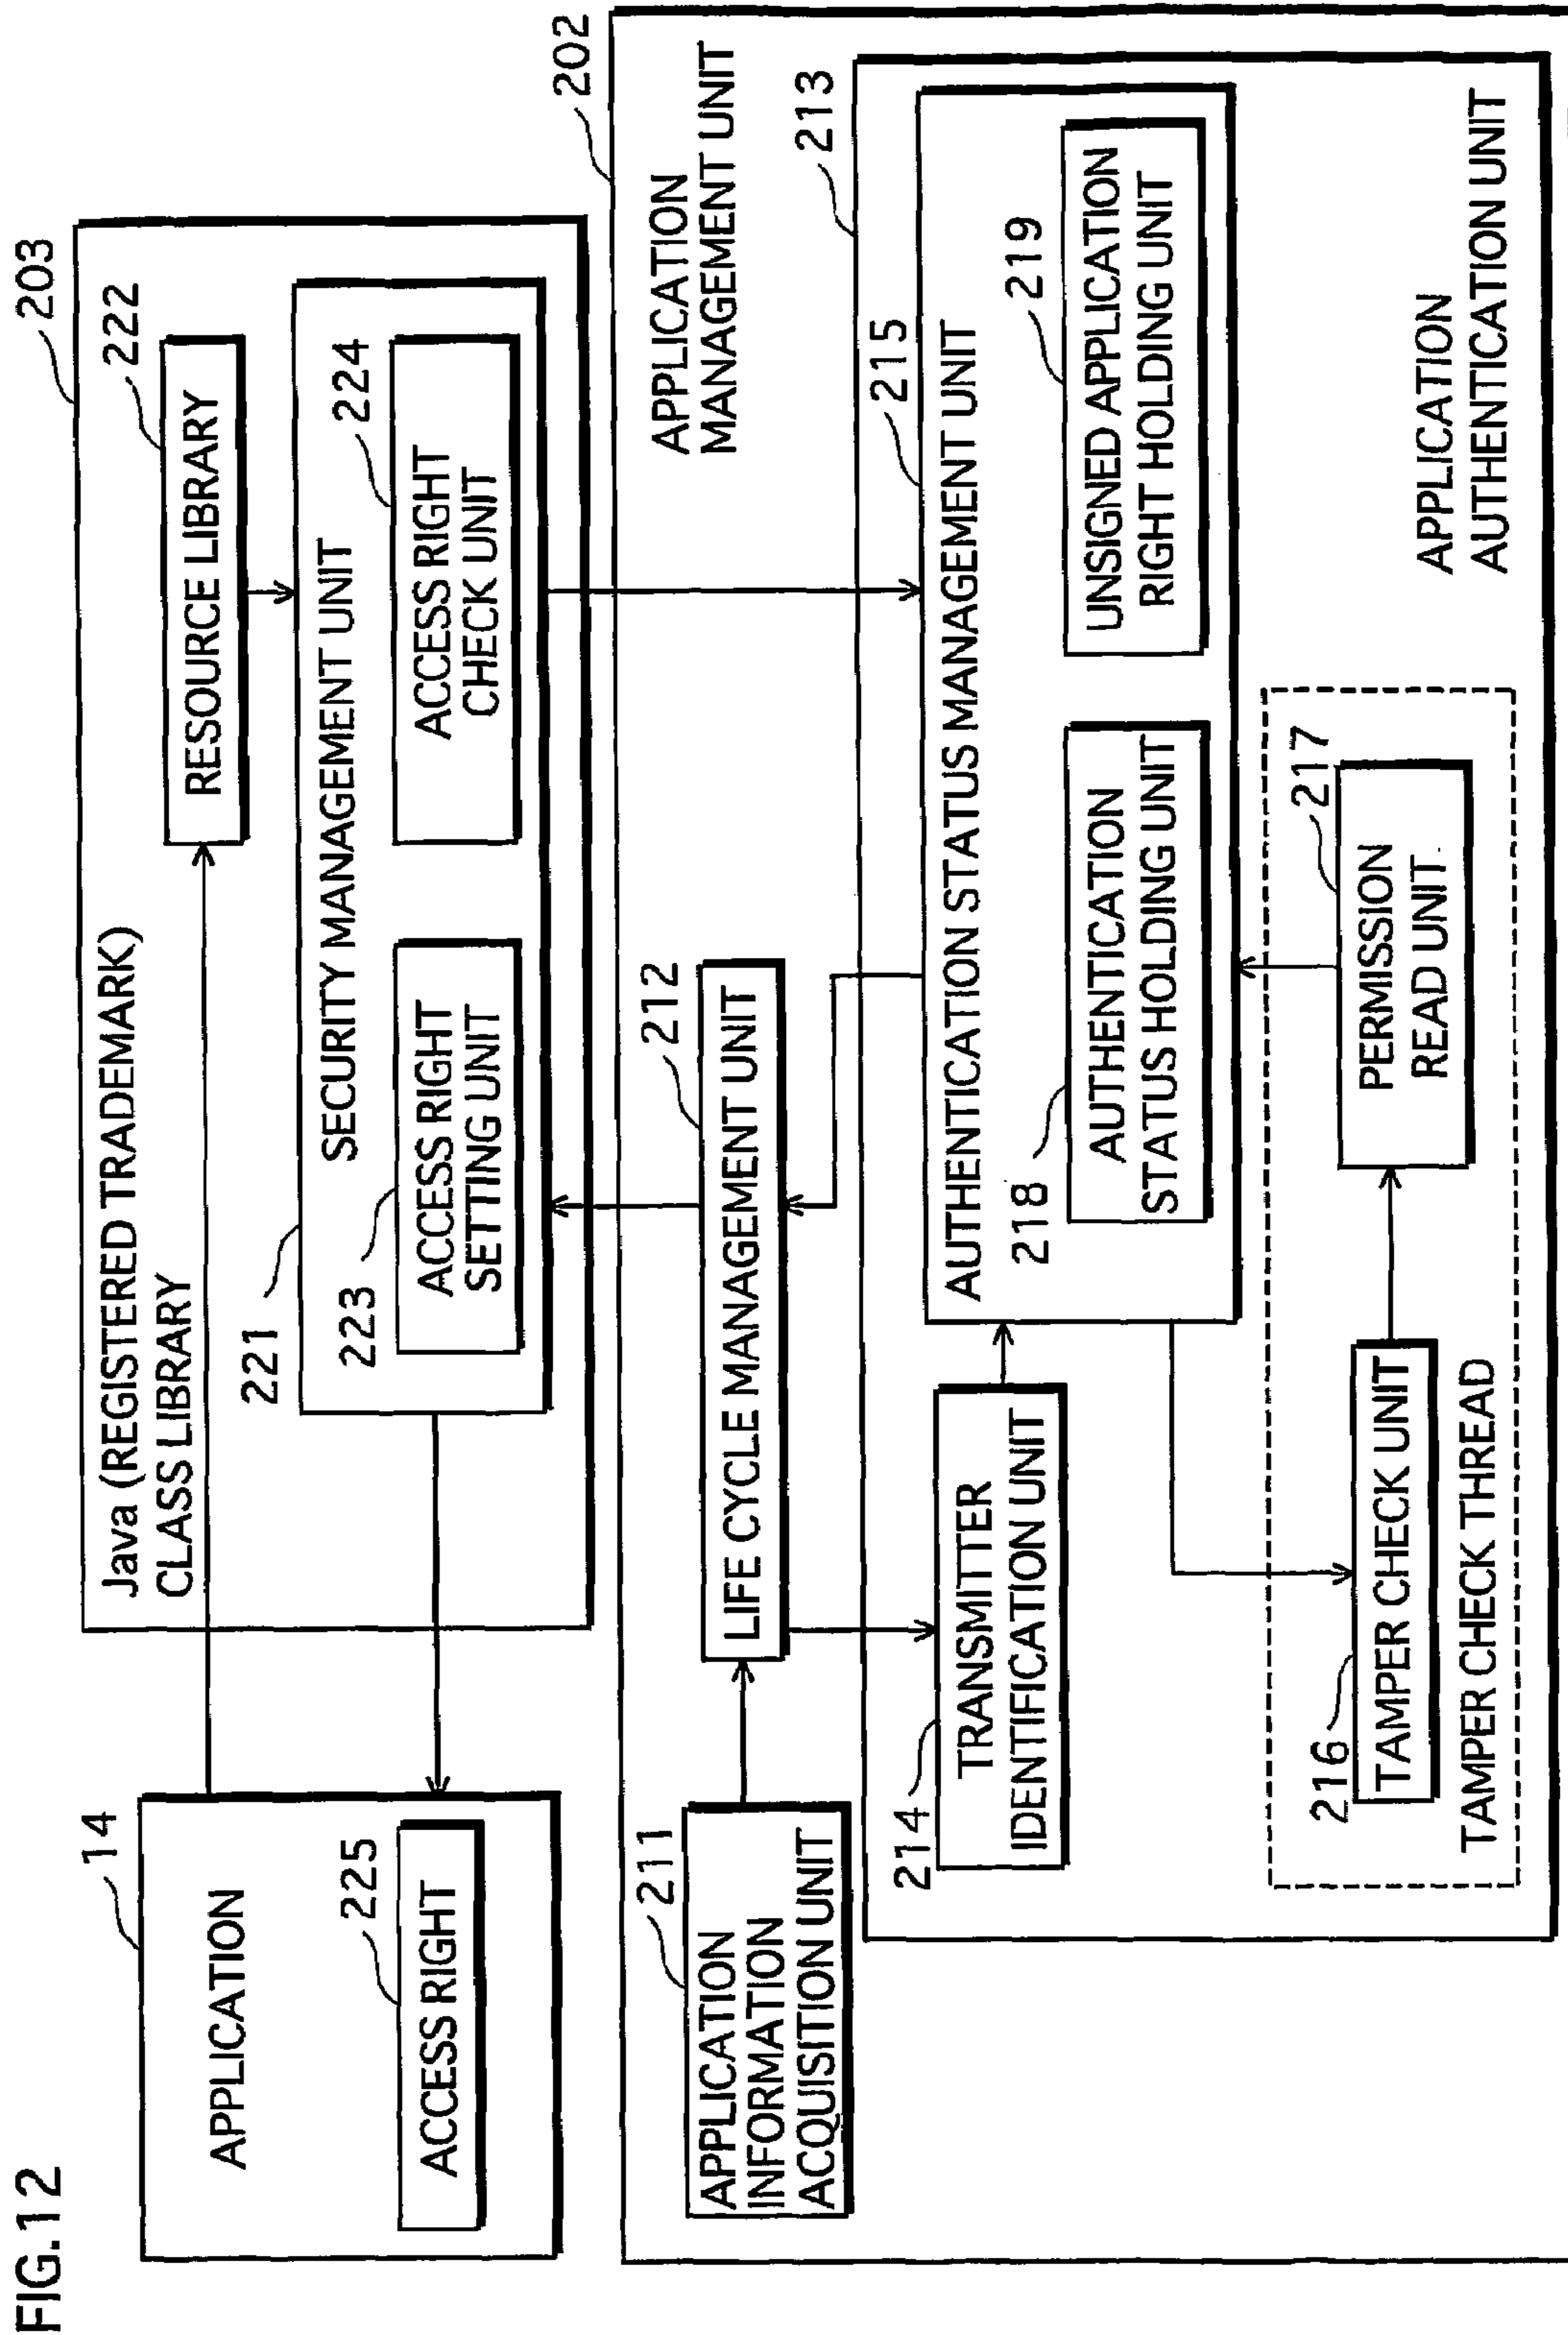 FIG.12
14
APPLICATION
225
ACCESS RIGHT
203
Java (REGISTERED TRADEMARK)
CLASS LIBRARY
222
RESOURCE LIBRARY
221
SECURITY MANAGEMENT UNIT
223
ACCESS RIGHT
SETTING UNIT
224
ACCESS RIGHT
CHECK UNIT
202
APPLICATION
MANAGEMENT UNIT
211
APPLICATION
INFORMATION
ACQUISITION UNIT
212
LIFE CYCLE MANAGEMENT UNIT
213
214
TRANSMITTER
IDENTIFICATION UNIT
215
AUTHENTICATION STATUS MANAGEMENT UNIT
218
AUTHENTICATION
STATUS HOLDING UNIT
219
UNSIGNED APPLICATION
RIGHT HOLDING UNIT
216
TAMPER CHECK UNIT
217
PERMISSION
READ UNIT
TAMPER CHECK THREAD
APPLICATION
AUTHENTICATION UNIT